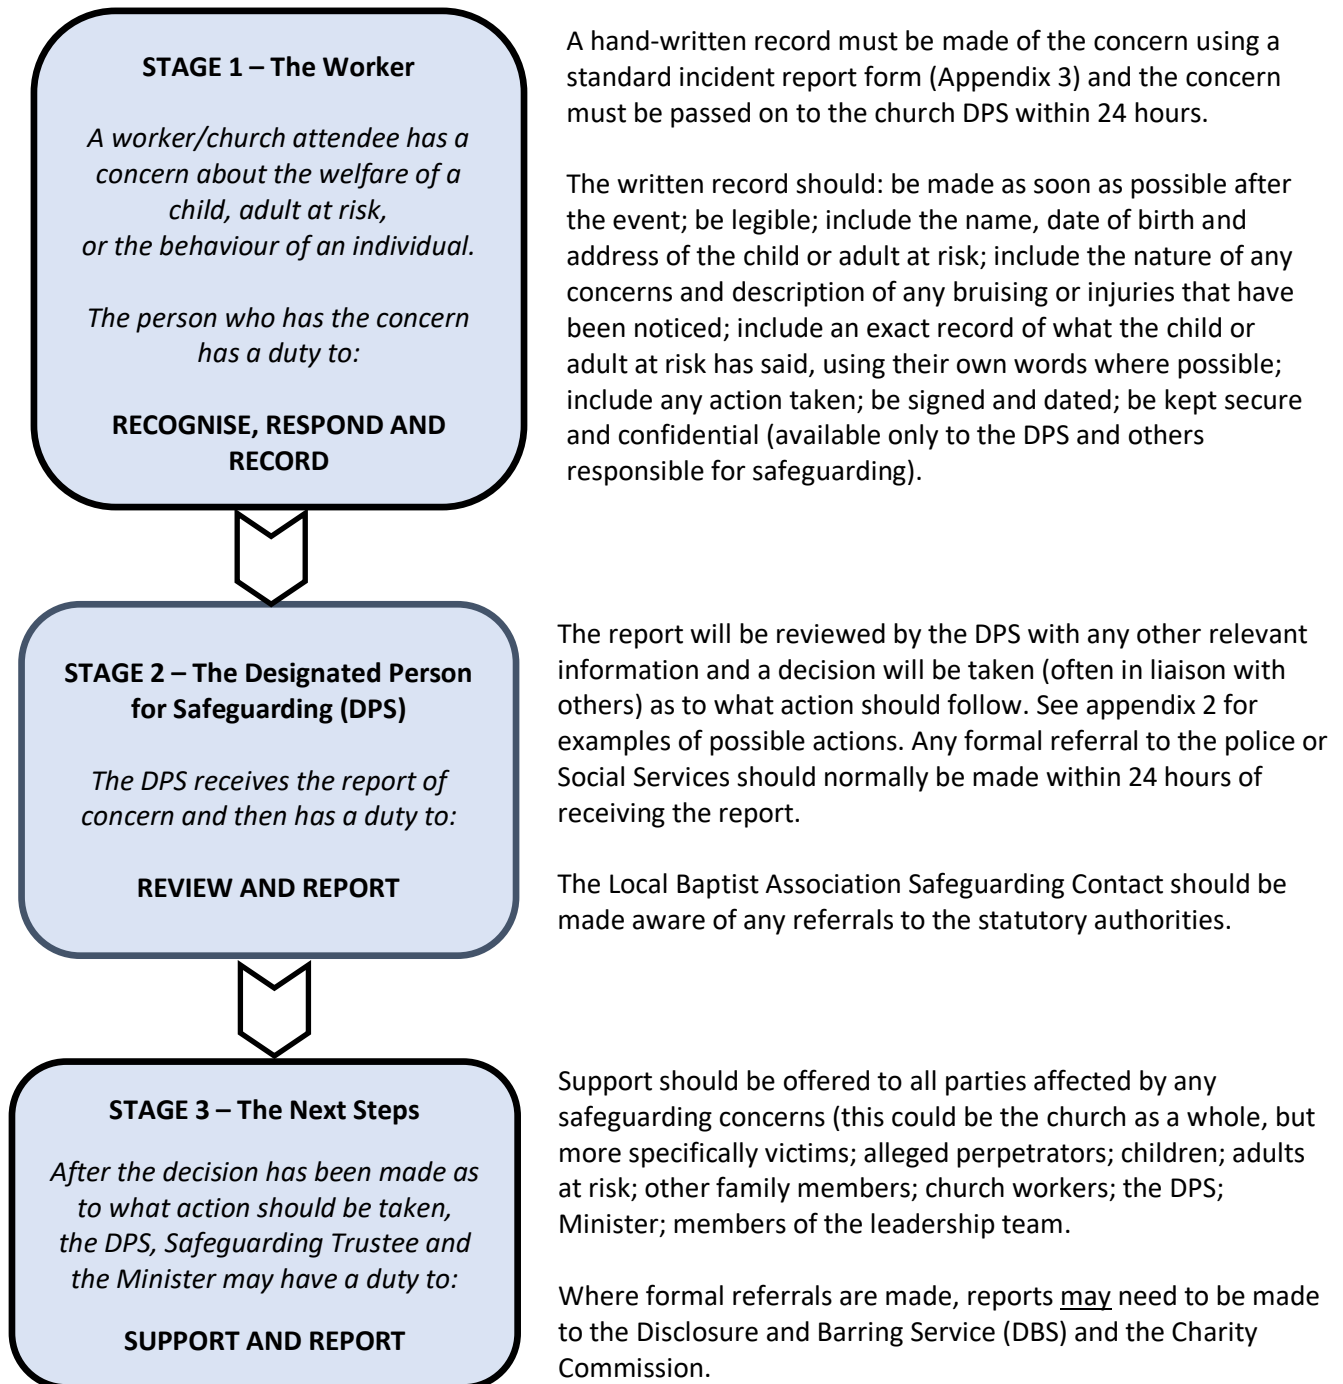 STAGE 1 – The Worker
A worker/church attendee has a
concern about the welfare of a
child, adult at risk,
or the behaviour of an individual.
The person who has the concern
has a duty to:
RECOGNISE, RESPOND AND
RECORD
A hand-written record must be made of the concern using a
standard incident report form (Appendix 3) and the concern
must be passed on to the church DPS within 24 hours.
The written record should: be made as soon as possible after
the event; be legible; include the name, date of birth and
address of the child or adult at risk; include the nature of any
concerns and description of any bruising or injuries that have
been noticed; include an exact record of what the child or
adult at risk has said, using their own words where possible;
include any action taken; be signed and dated; be kept secure
and confidential (available only to the DPS and others
responsible for safeguarding).
STAGE 2 – The Designated Person
for Safeguarding (DPS)
The DPS receives the report of
concern and then has a duty to:
REVIEW AND REPORT
The report will be reviewed by the DPS with any other relevant
information and a decision will be taken (often in liaison with
others) as to what action should follow. See appendix 2 for
examples of possible actions. Any formal referral to the police or
Social Services should normally be made within 24 hours of
receiving the report.
The Local Baptist Association Safeguarding Contact should be
made aware of any referrals to the statutory authorities.
STAGE 3 – The Next Steps
After the decision has been made as
to what action should be taken,
the DPS, Safeguarding Trustee and
the Minister may have a duty to:
SUPPORT AND REPORT
Support should be offered to all parties affected by any
safeguarding concerns (this could be the church as a whole, but
more specifically victims; alleged perpetrators; children; adults
at risk; other family members; church workers; the DPS;
Minister; members of the leadership team.
Where formal referrals are made, reports may need to be made
to the Disclosure and Barring Service (DBS) and the Charity
Commission.